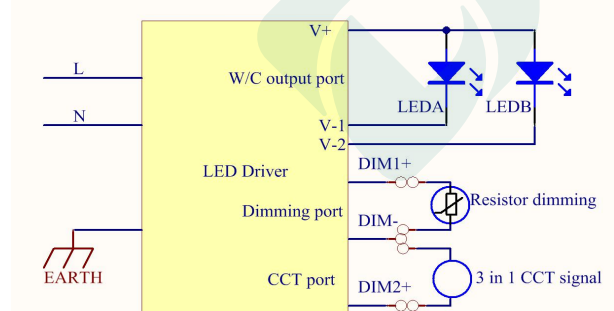 V+
L
W/C output port
LEDA
LEDB
N
V-1
V-2
DIM1+
LED Driver
Resistor dimming
Dimming port
DIM-
EARTH
CCT port
3 in 1 CCT signal
DIM2+